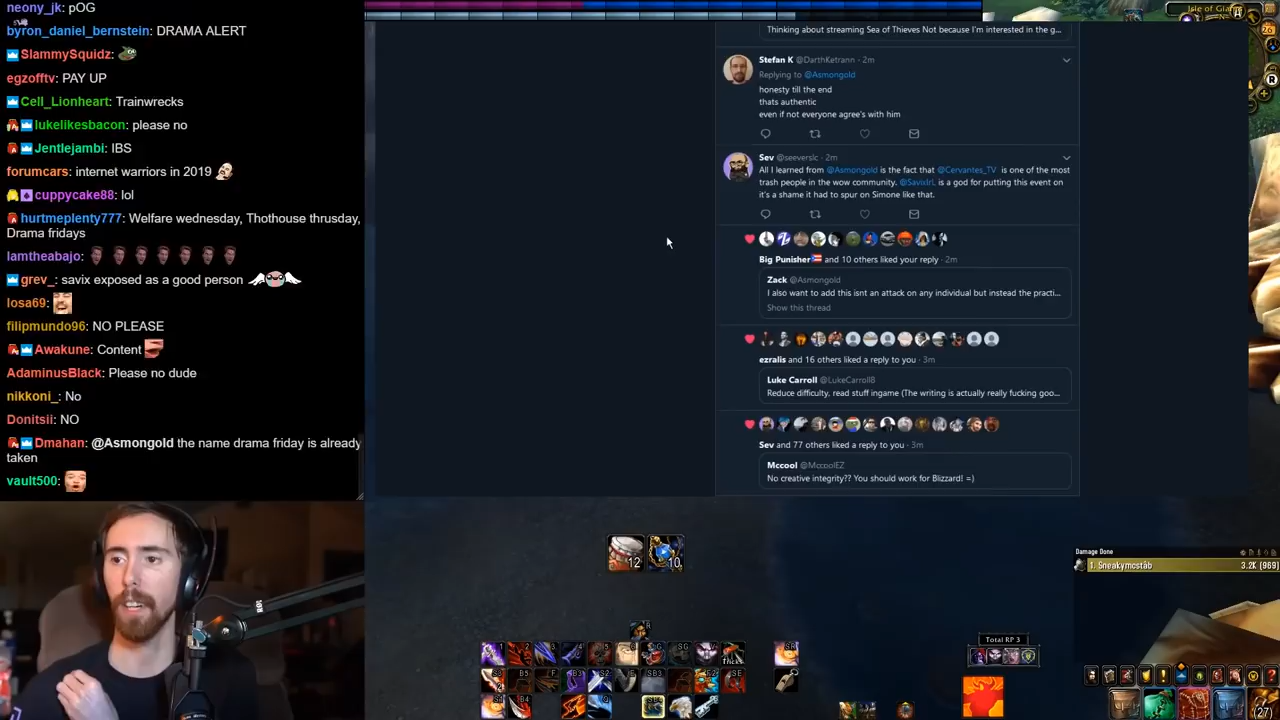 neony_jk: pOG
byron_daniel_bernstein: DRAMA ALERT
SlammySquidz:
egzofftv: PAY UP
Cell_Lionheart: Trainwrecks
lukelikesbacon: please no
Jentlejambi: IBS
forumcars: internet warriors in 2019
cuppycake88: lol
hurtmeplenty777: Welfare wednesday, Thothouse thrusday,
Drama fridays
Iamtheabajo:
grev_: savix exposed as a good person
losa69:
filipmundo96: NO PLEASE
Awakune: Content
AdaminusBlack: Please no dude
nikkoni_: No
Donitsii: NO
Dmahan: @Asmongold the name drama friday is already
taken
vault500:
Thinking about streaming Sea of Thieves Not because I'm interested in the g...
Stefan K @DarthKetrann · 2m
Replying to @Asmongold
honesty till the end
thats authentic
even if not everyone agree's with him
Sev @seeverslc · 2m
All I learned from @Asmongold is the fact that @Cervantes_TV is one of the most
trash people in the wow community. @Savixirl is a god for putting this event on
it's a shame it had to spur on Simone like that.
Big Punisher and 10 others liked your reply · 2m
Zack @Asmongold
I also want to add this isnt an attack on any individual but instead the practi...
Show this thread
ezralis and 16 others liked a reply to you · 3m
Luke Carroll @LukeCarroll8
Reduce difficulty. read stuff ingame (The writing is actually really fucking goo...
Sev and 77 others liked a reply to you · 3m
Mccool @MccoolEZ
No creative integrity?? You should work for Blizzard! =)
12
10
Damage Done
1. Sneakymcstâb 3.2K (969)
Total RP 3
(27)